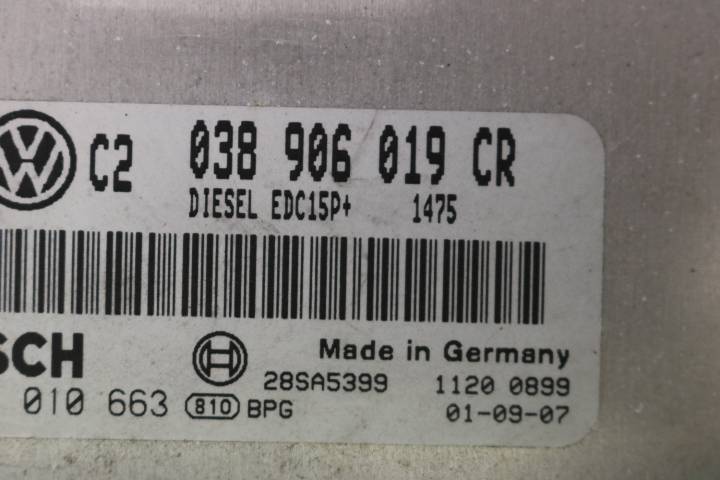 C2 038 906 019 CR
DIESEL EDC15P+ 1475
Made in Germany
28SA5399 1120 0899
010 663 810 BPG 01-09-07